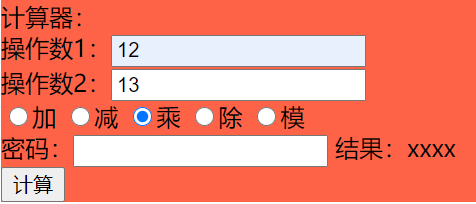 计算器：
操作数1：12
操作数2：13
加 减 乘 除 模
密码： 结果：xxxx
计算